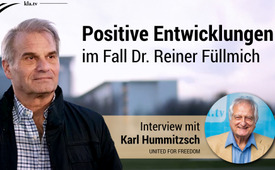 kla.tv
Positive Entwicklungen
im Fall Dr. Reiner Füllmich
Interview mit
Karl Hummitzsch
UNITED FOR FREEDOM